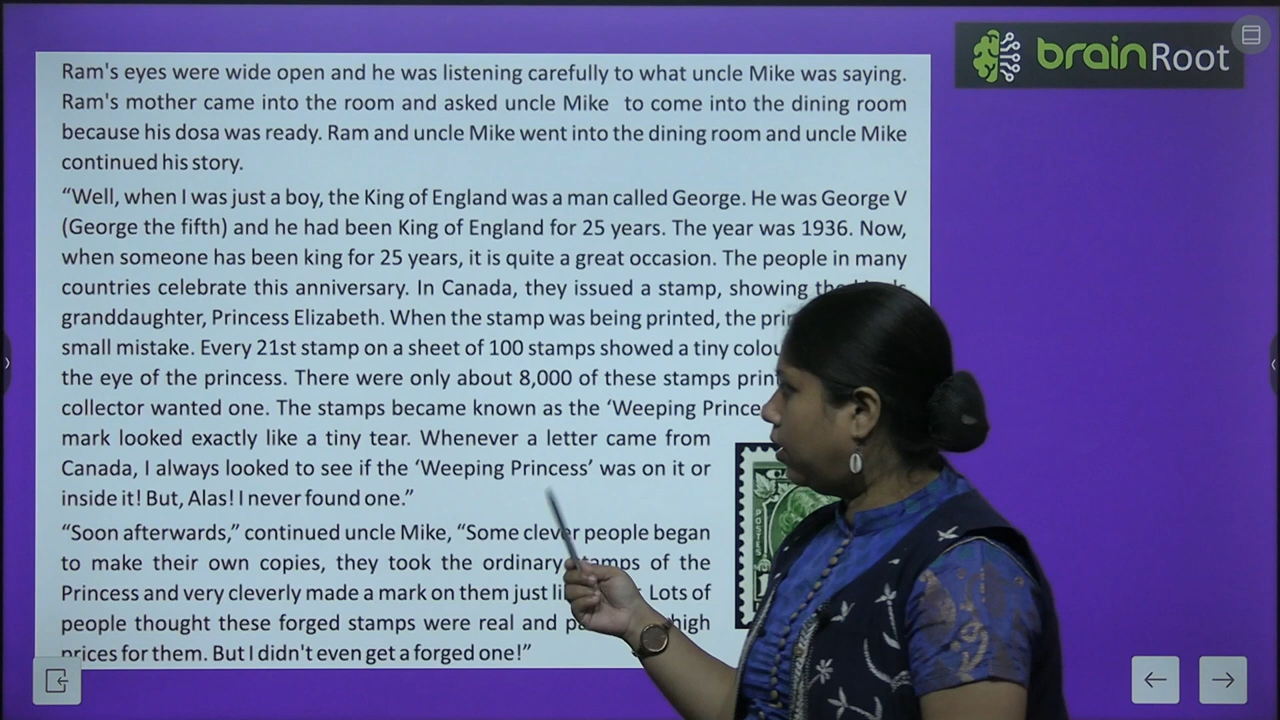 brainRoot
Ram's eyes were wide open and he was listening carefully to what uncle Mike was saying.
Ram's mother came into the room and asked uncle Mike to come into the dining room
because his dosa was ready. Ram and uncle Mike went into the dining room and uncle Mike
continued his story.
“Well, when I was just a boy, the King of England was a man called George. He was George V
(George the fifth) and he had been King of England for 25 years. The year was 1936. Now,
when someone has been king for 25 years, it is quite a great occasion. The people in many
countries celebrate this anniversary. In Canada, they issued a stamp, showing the
granddaughter, Princess Elizabeth. When the stamp was being printed, the
small mistake. Every 21st stamp on a sheet of 100 stamps showed a tiny
the eye of the princess. There were only about 8,000 of these stamps
collector wanted one. The stamps became known as the ‘Weeping
mark looked exactly like a tiny tear. Whenever a letter came from
Canada, I always looked to see if the ‘Weeping Princess’ was on it or
inside it! But, Alas! I never found one.”
“Soon afterwards,” continued uncle Mike, “Some clever people began
to make their own copies, they took the ordinary stamps of the
Princess and very cleverly made a mark on them just Lots of
people thought these forged stamps were real and high
prices for them. But I didn't even get a forged one!”